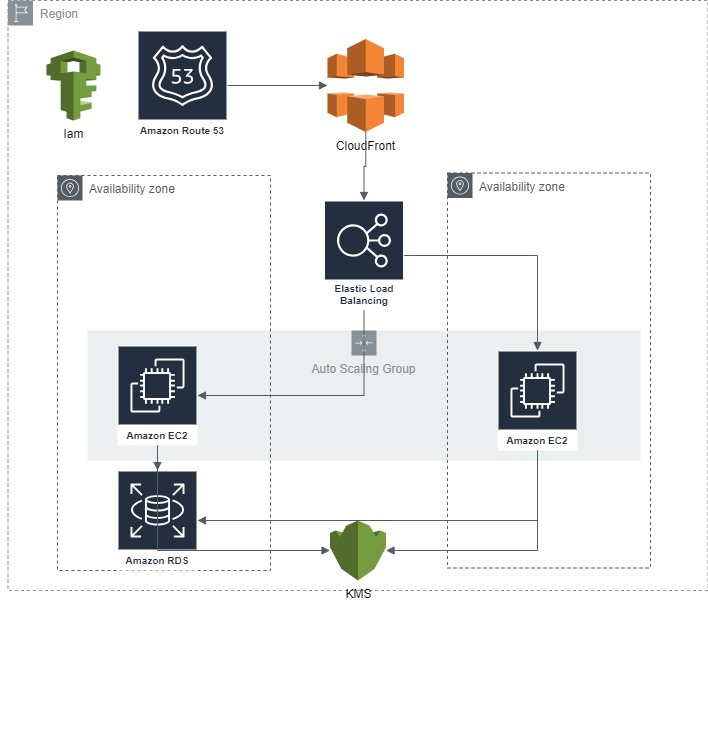 Region
Iam
53
Amazon Route 53
CloudFront
Availability zone
Availability zone
Elastic Load
Balancing
Auto Scaling Group
Amazon EC2
Amazon EC2
Amazon RDS
KMS